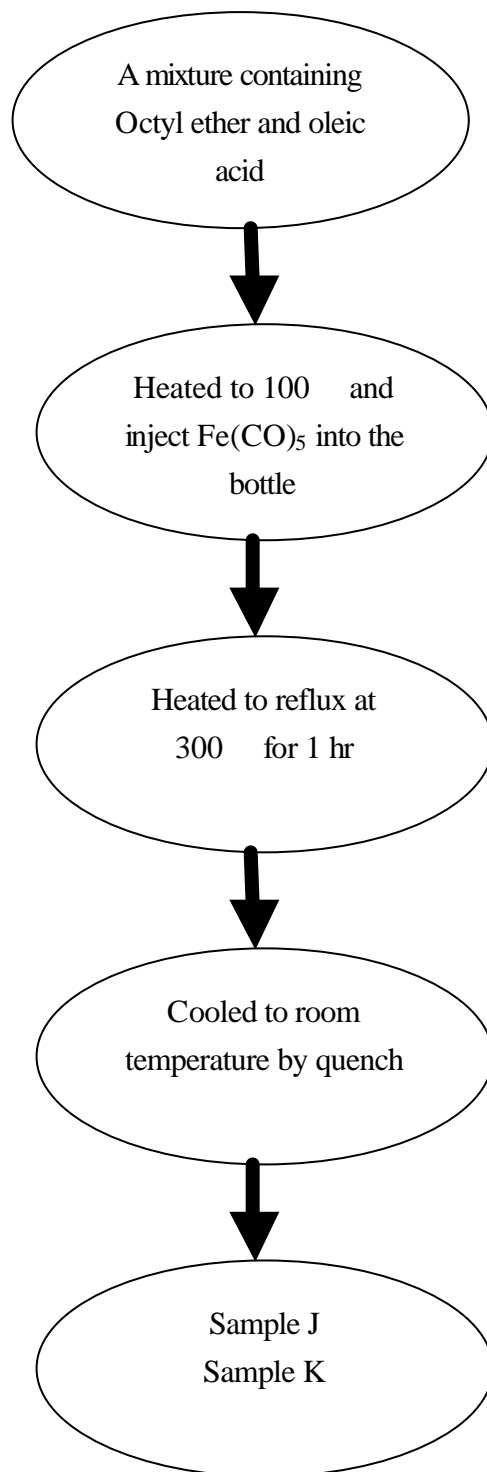 A mixture containing
Octyl ether and oleic
acid
Heated to 100 and
inject Fe(CO)₅ into the
bottle
Heated to reflux at
300 for 1 hr
Cooled to room
temperature by quench
Sample J
Sample K